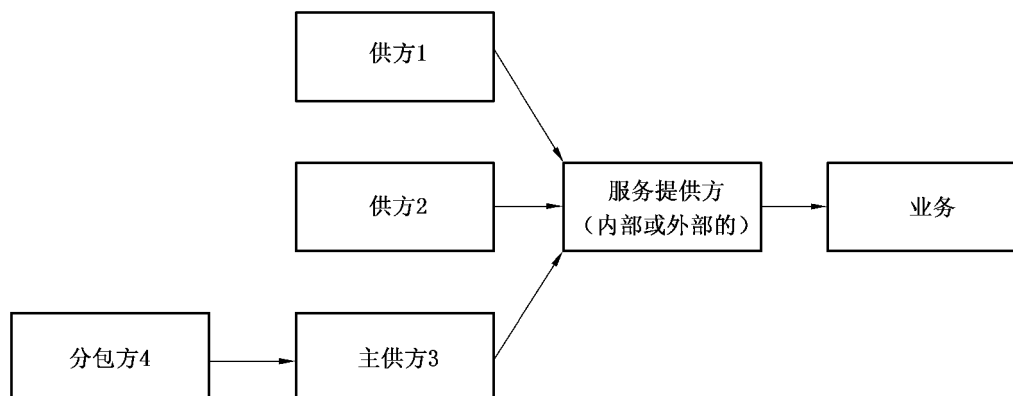 供方1
供方2
服务提供方
（内部或外部的）
业务
分包方4
主供方3